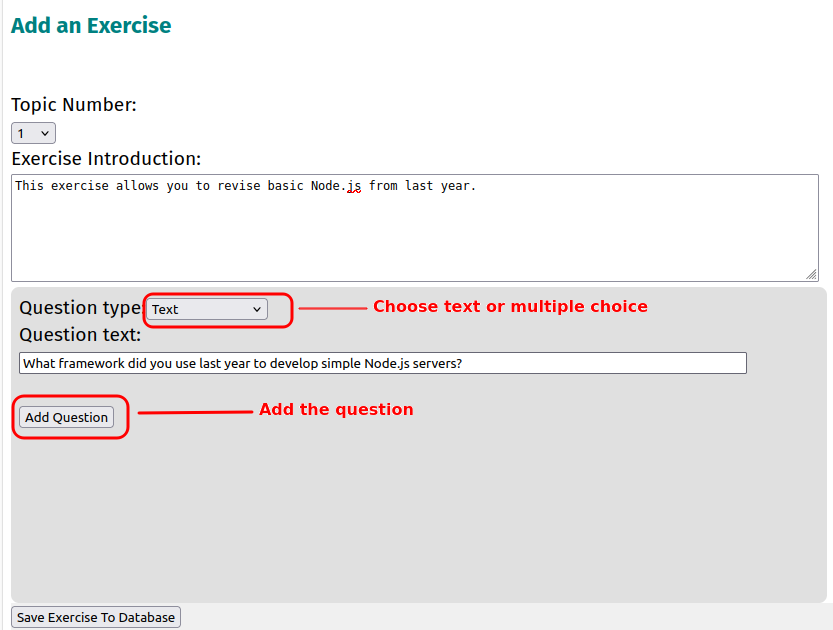 Add an Exercise
Topic Number:
1
Exercise Introduction:
This exercise allows you to revise basic Node.js from last year.
Question type: Text Choose text or multiple choice
Question text:
What framework did you use last year to develop simple Node.js servers?
Add Question Add the question
Save Exercise To Database